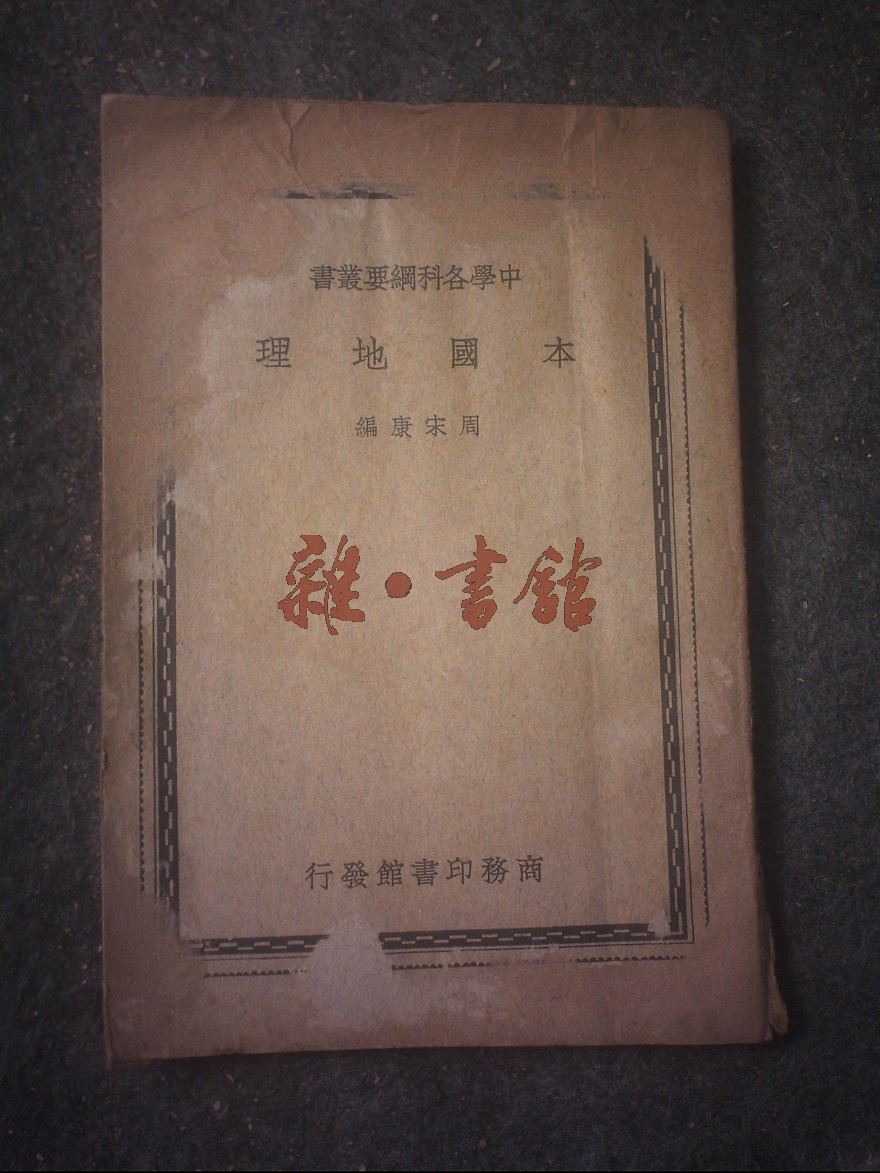 中學各科綱要叢書
本國地理
周宋康編
雜·書館
商務印書館發行